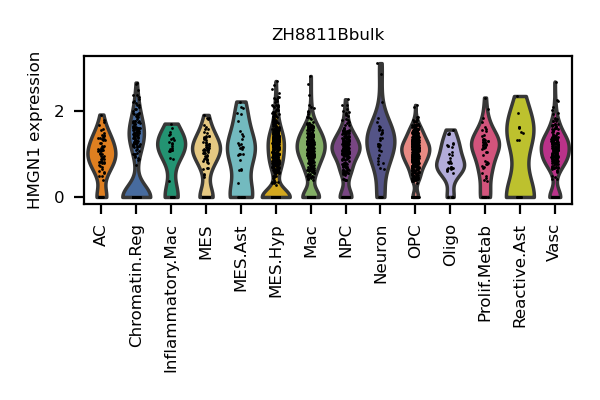 ZH8811Bbulk
HMGN1 expression
2
0
AC
Chromatin.Reg
Inflammatory.Mac
MES
MES.Ast
MES.Hyp
Mac
NPC
Neuron
OPC
Oligo
Prolif.Metab
Reactive.Ast
Vasc